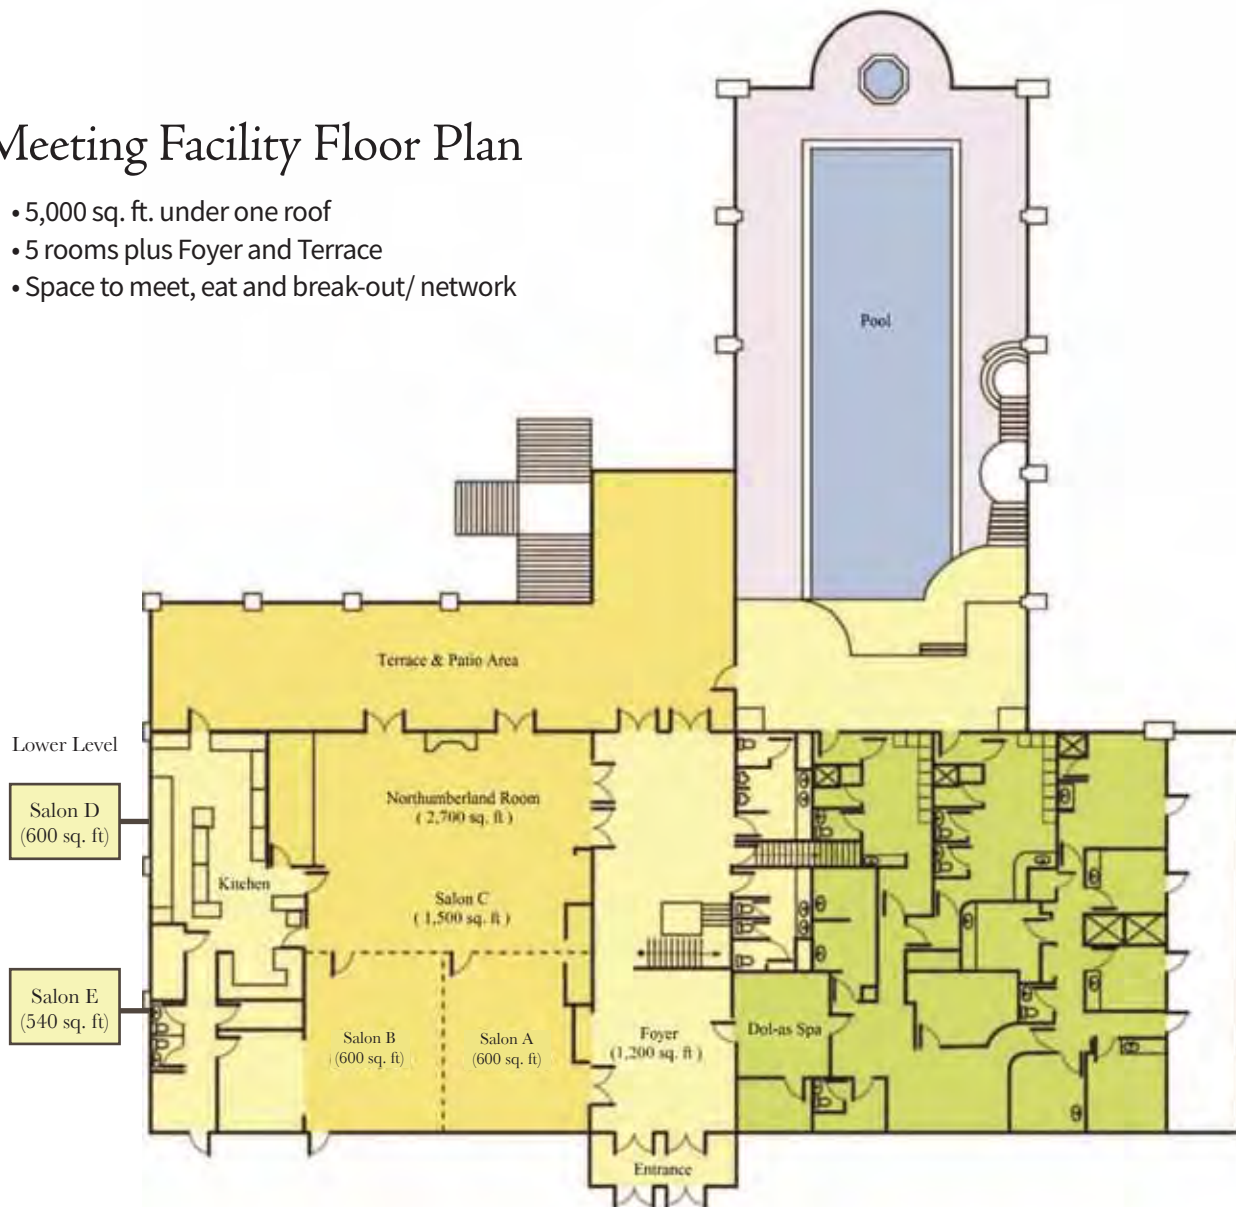 Meeting Facility Floor Plan
• 5,000 sq. ft. under one roof
• 5 rooms plus Foyer and Terrace
• Space to meet, eat and break-out/ network
Pool
Terrace & Patio Area
Lower Level
Salon D
(600 sq. ft)
Northumberland Room
( 2,700 sq. ft )
Kitchen
Salon C
( 1,500 sq. ft )
Salon E
(540 sq. ft)
Salon B
(600 sq. ft)
Salon A
(600 sq. ft)
Foyer
(1,200 sq. ft )
Dol-as Spa
Entrance